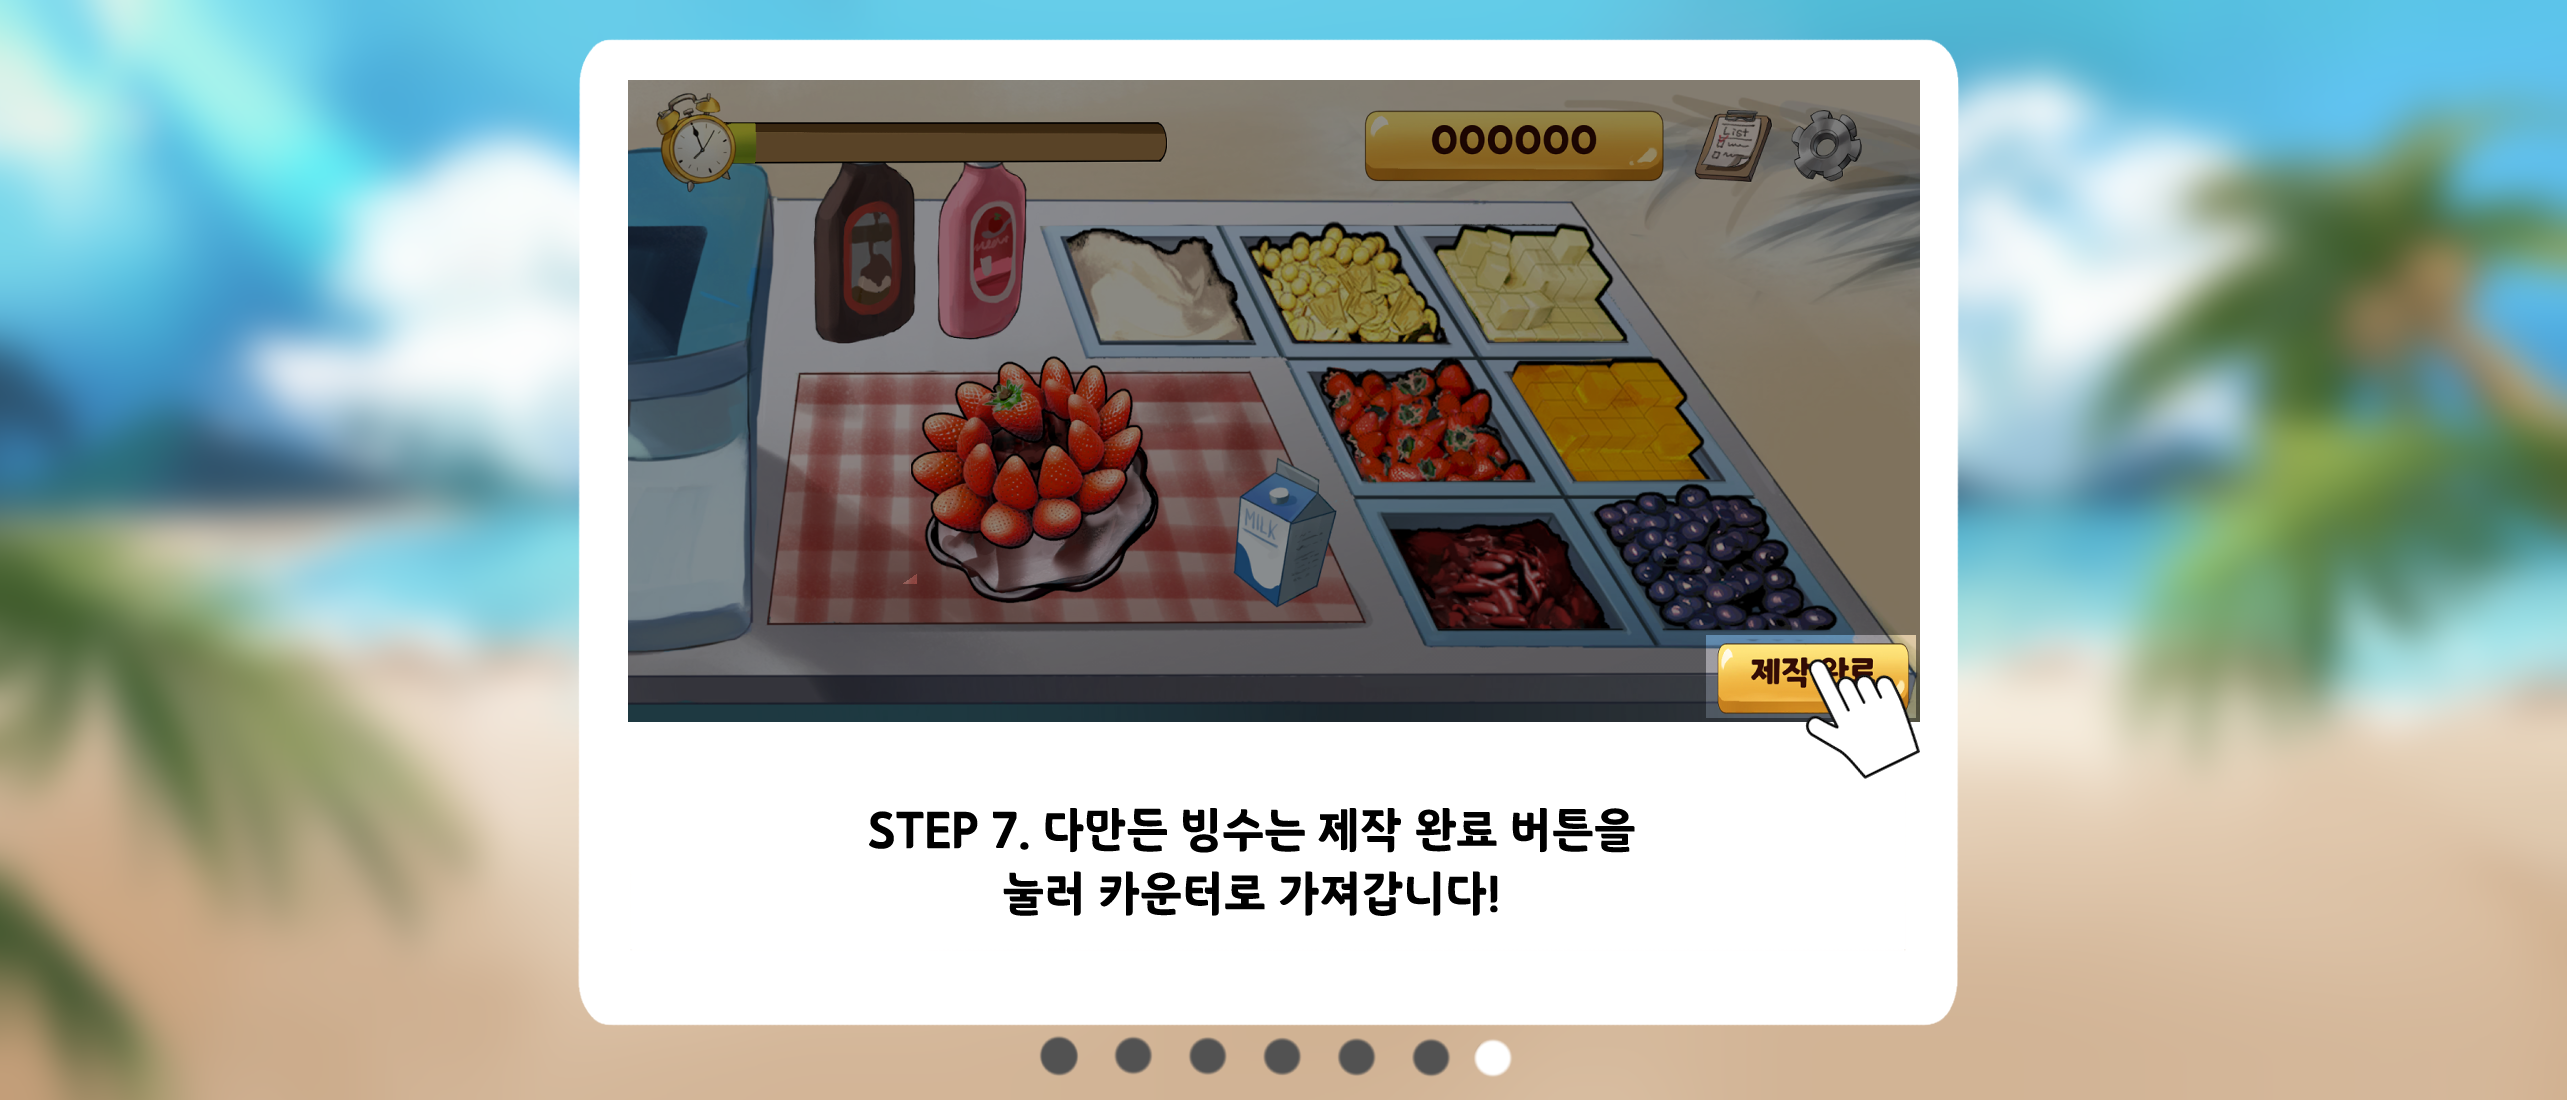 000000
List
MILK
제작 완료
STEP 7. 다만든 빙수는 제작 완료 버튼을
눌러 카운터로 가져갑니다!